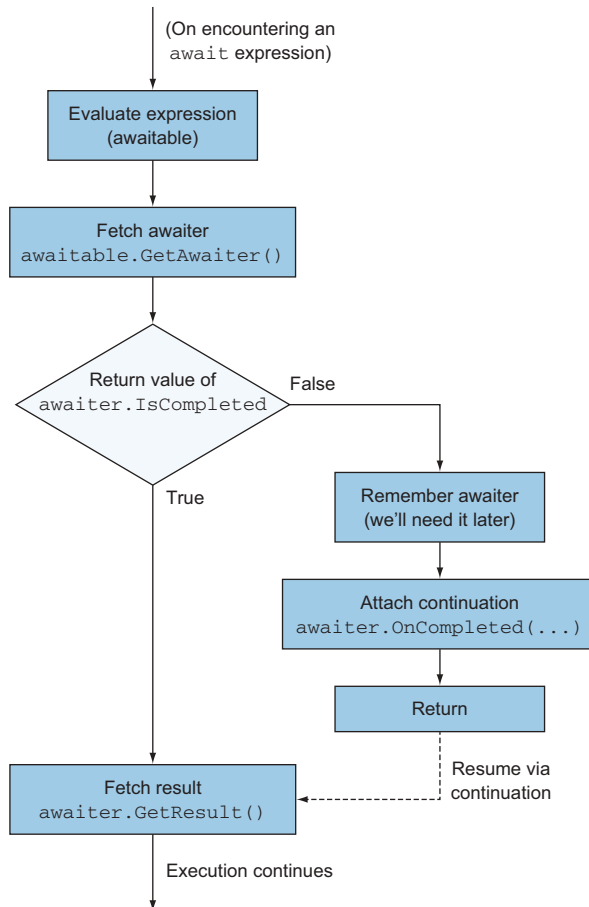 (On encountering an
await expression)
Evaluate expression
(awaitable)
Fetch awaiter
awaitable.GetAwaiter()
Return value of
awaiter.IsCompleted
False
True
Remember awaiter
(we'll need it later)
Attach continuation
awaiter.OnCompleted(...)
Return
Resume via
continuation
Fetch result
awaiter.GetResult()
Execution continues